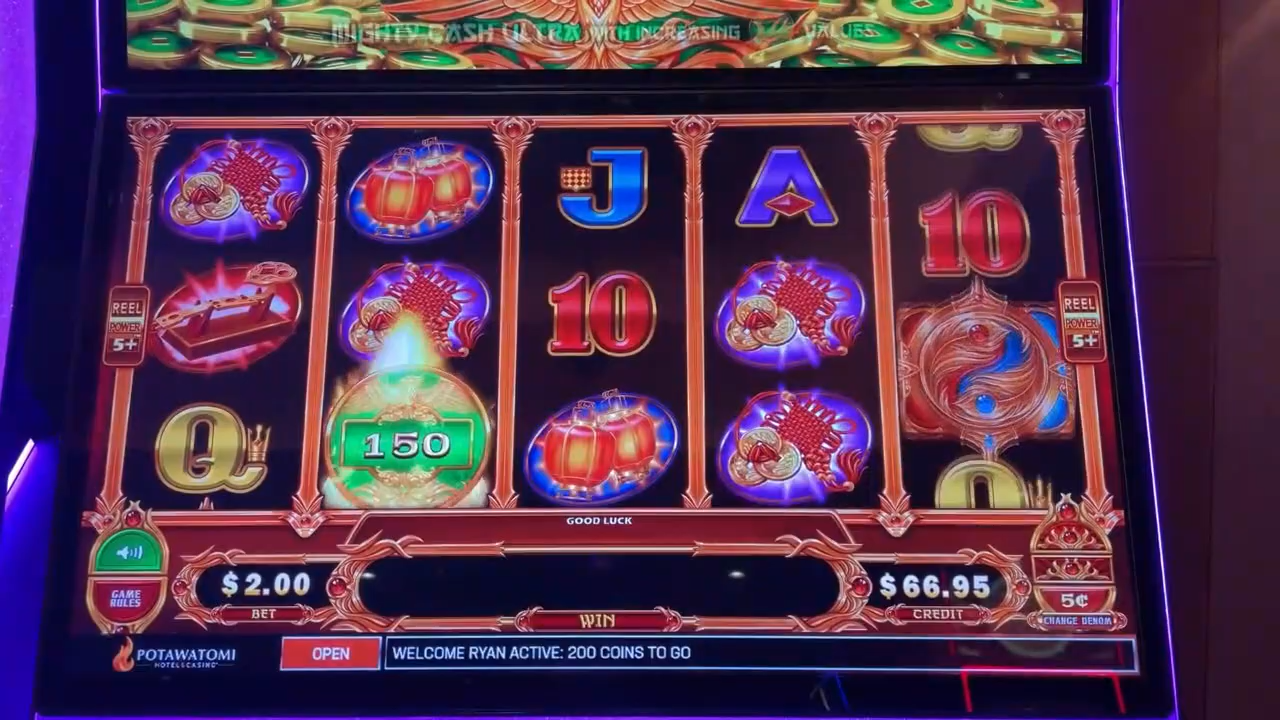 MIGHTY CASH ULTRA WITH INCREASING VALUES
J
A
10
REEL
POWER
5+
10
REEL
POWER
5+
Q
150
Q
GOOD LUCK
GAME
RULES
$2.00
BET
WIN
$66.95
CREDIT
5¢
CHANGE DENOM
POTAWATOMI
HOTEL & CASINO
OPEN
WELCOME RYAN ACTIVE: 200 COINS TO GO